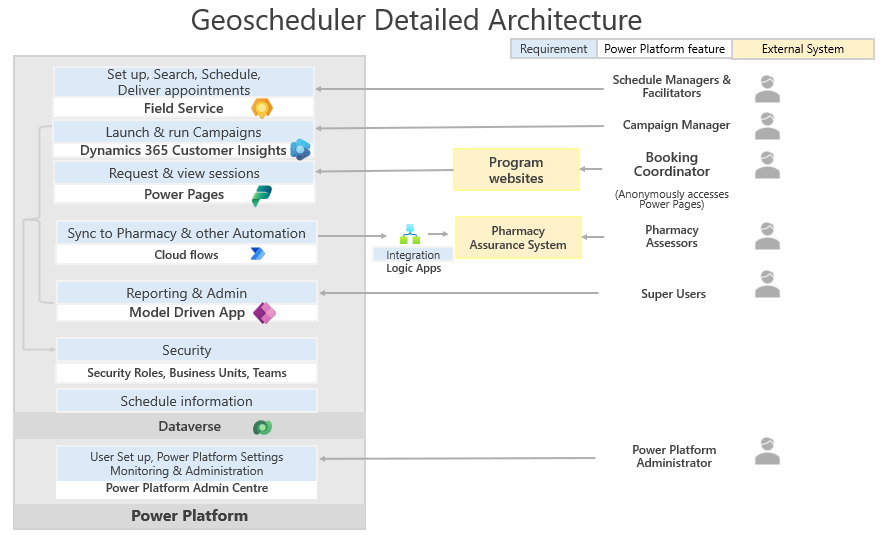 Geoscheduler Detailed Architecture
Requirement
Power Platform feature
External System
Set up, Search, Schedule,
Deliver appointments
Field Service
Launch & run Campaigns
Dynamics 365 Customer Insights
Request & view sessions
Power Pages
Sync to Pharmacy & other Automation
Cloud flows
Reporting & Admin
Model Driven App
Security
Security Roles, Business Units, Teams
Schedule information
Dataverse
User Set up, Power Platform Settings
Monitoring & Administration
Power Platform Admin Centre
Power Platform
Integration
Logic Apps
Program
websites
Pharmacy
Assurance System
Schedule Managers &
Facilitators
Campaign Manager
Booking
Coordinator
(Anonymously accesses
Power Pages)
Pharmacy
Assessors
Super Users
Power Platform
Administrator